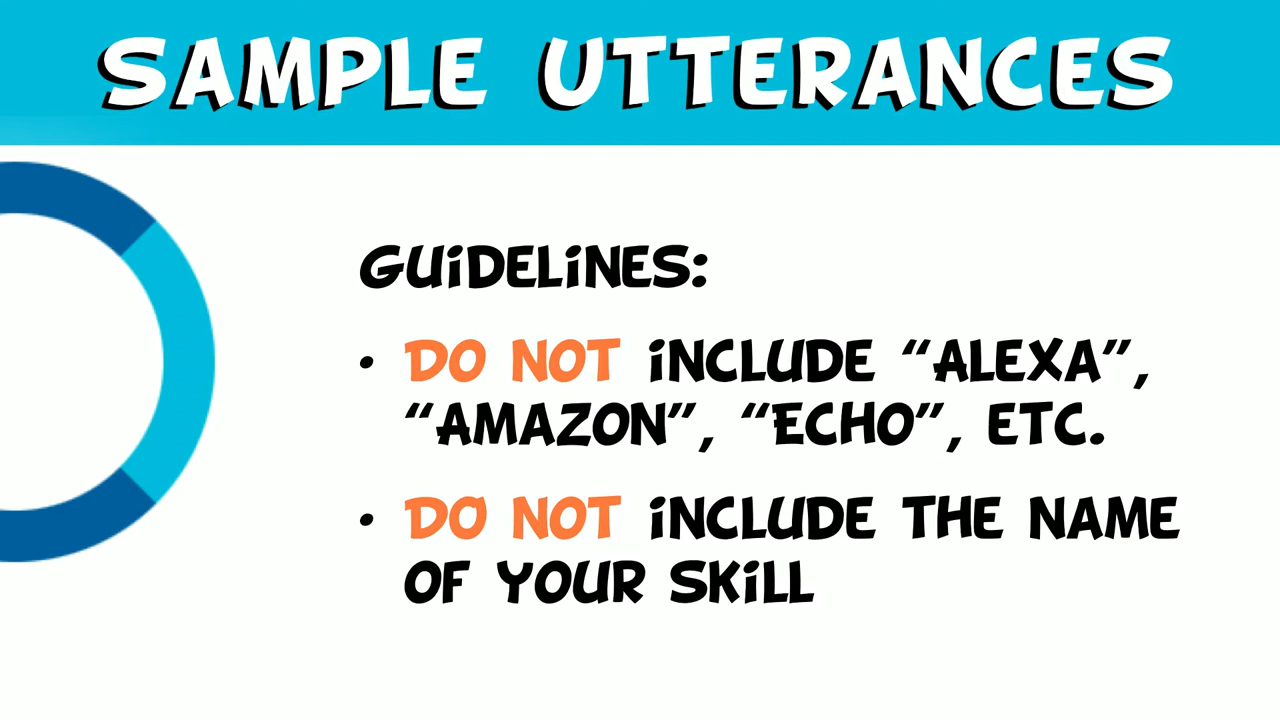 SAMPLE UTTERANCES
GUiDELiNES:
• DO NOT iNCLUDE “ALEXA”,
“AMAZON”, “ECHO”, ETC.
• DO NOT iNCLUDE THE NAME
OF YOUR SKiLL